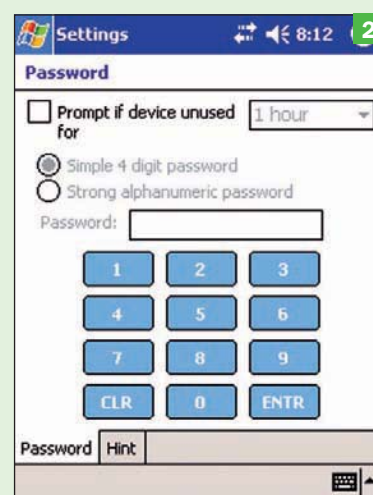 Settings 8:12 2
Password
Prompt if device unused 1 hour
for
Simple 4 digit password
Strong alphanumeric password
Password:
1 2 3
4 5 6
7 8 9
CLR 0 ENTR
Password Hint